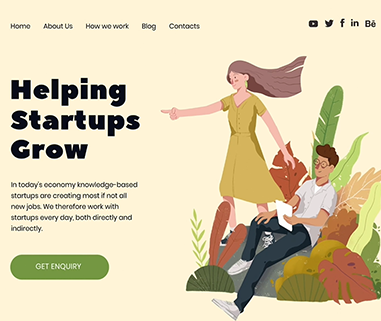 Home About Us How we work Blog Contacts
Helping
Startups
Grow
In today's economy knowledge-based
startups are creating most if not all
new jobs. We therefore work with
startups every day, both directly and
indirectly.
GET ENQUIRY